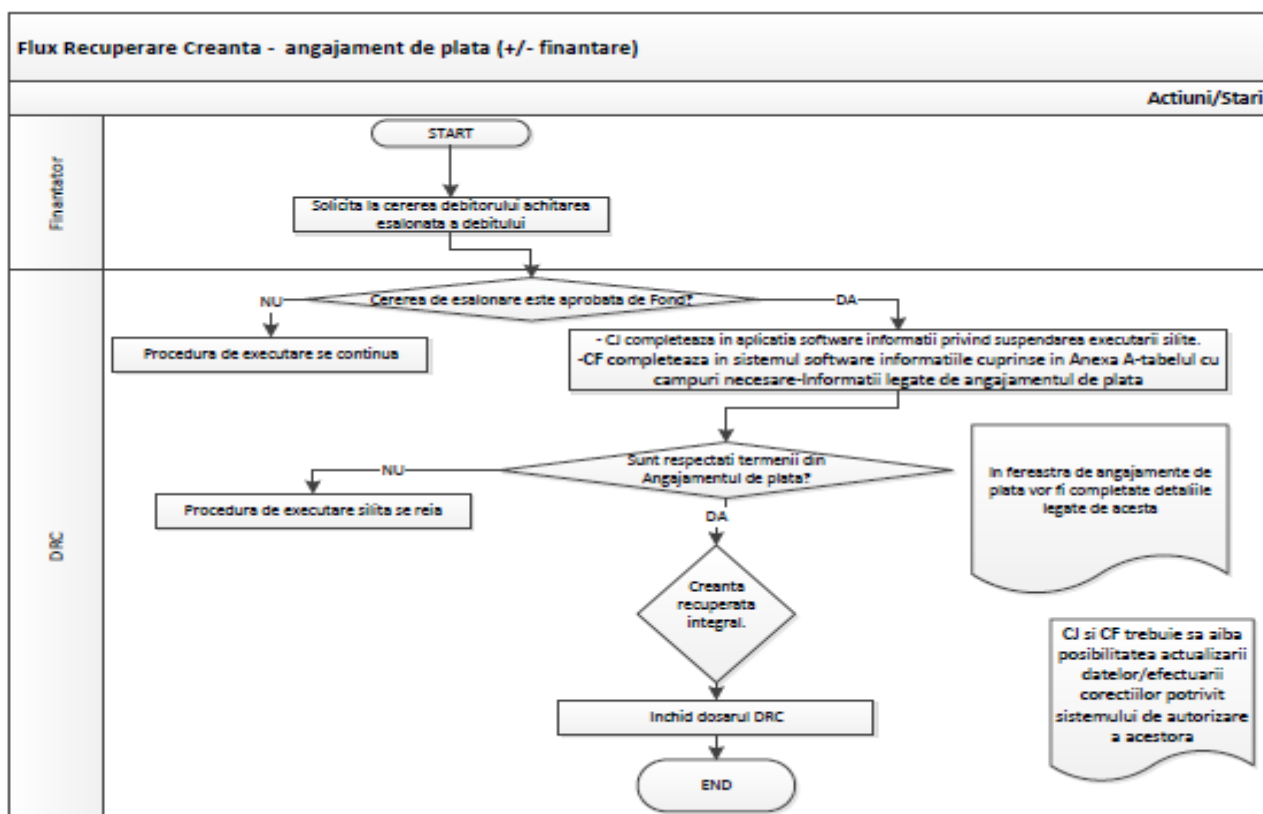 Flux Recuperare Creanta - angajament de plata (+/- finantare)
Actiuni/Stari
Finantator
START
Solicita la cererea debitorului achitarea
esalonata a debitului
DRC
Cererea de esalonare este aprobata de Fond?
NU
DA
Procedura de executare se continua
- CJ completeaza in aplicatia software informatii privind suspendarea executarii silite.
-CF completeaza in sistemul software informatiile cuprinse in Anexa A-tabelul cu
campuri necesare-Informatii legate de angajamentul de plata
Sunt respectati termenii din
Angajamentul de plata?
NU
DA
Procedura de executare silita se reia
In fereastra de angajamente de
plata vor fi completate detaliile
legate de acesta
Creanta
recuperata
integral.
CJ si CF trebuie sa aiba
posibilitatea actualizarii
datelor/efectuarii
corectiilor potrivit
sistemului de autorizare
a acestora
Inchid dosarul DRC
END